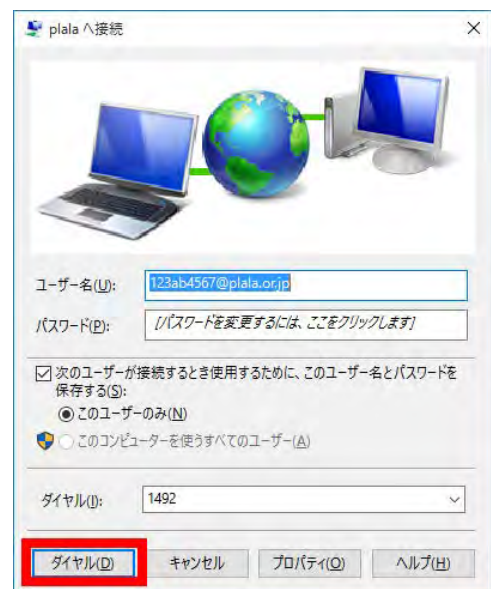 plala へ接続
ユーザー名(U):
123ab4567@plala.or.jp
パスワード(P):
[パスワードを変更するには、ここをクリックします]
次のユーザーが接続するとき使用するために、このユーザー名とパスワードを
保存する(S):
このユーザーのみ(N)
このコンピューターを使うすべてのユーザー(A)
ダイヤル(I):
1492
ダイヤル(D)
キャンセル
プロパティ(O)
ヘルプ(H)